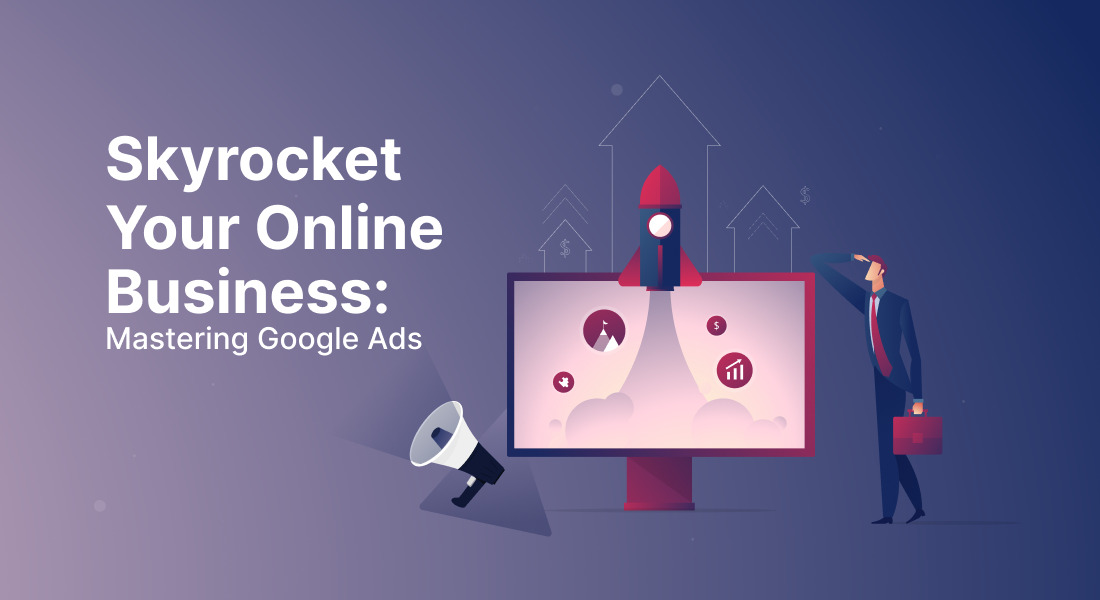 Skyrocket
Your Online
Business:
Mastering Google Ads
$
$
$